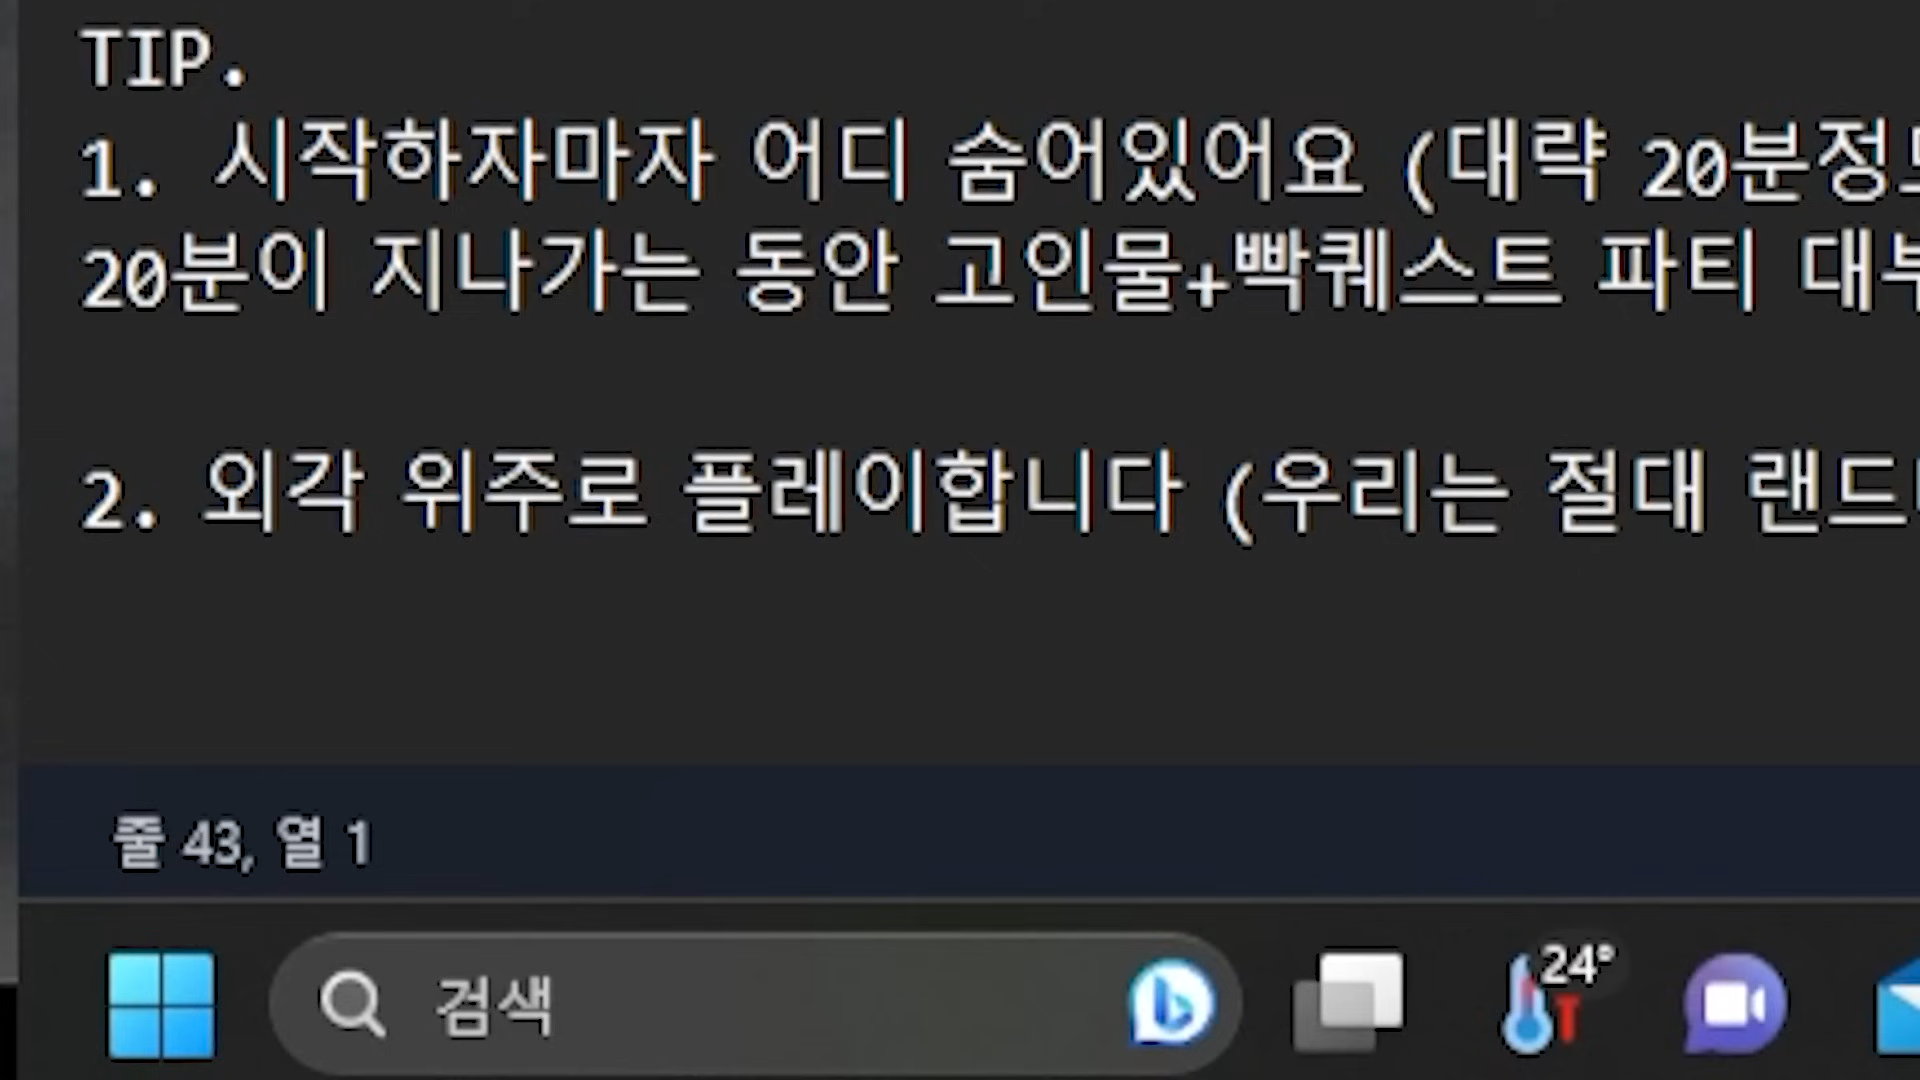 TIP.
1. 시작하자마자 어디 숨어있어요 (대략 20분정도
20분이 지나가는 동안 고인물+빡퀘스트 파티 대부
2. 외각 위주로 플레이합니다 (우리는 절대 랜드
줄 43, 열 1
검색
24°